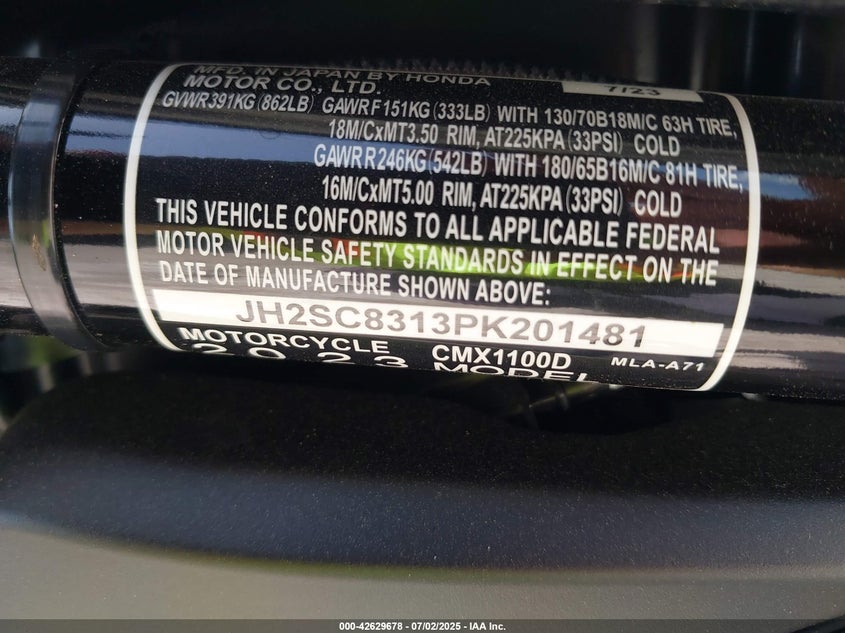 MFD. IN JAPAN BY HONDA
MOTOR CO., LTD. 7/23
GVWR391KG (862LB) GAWR F 151KG (333LB) WITH 130/70B18M/C 63H TIRE,
18M/CxMT3.50 RIM, AT225KPA (33PSI) COLD
GAWR R 246KG (542LB) WITH 180/65B16M/C 81H TIRE,
16M/CxMT5.00 RIM, AT225KPA (33PSI) COLD
THIS VEHICLE CONFORMS TO ALL APPLICABLE FEDERAL
MOTOR VEHICLE SAFETY STANDARDS IN EFFECT ON THE
DATE OF MANUFACTURE SHOWN ABOVE:
JH2SC8313PK201481
MOTORCYCLE CMX1100D MLA-A71
2023 MODEL
000-42629678 - 07/02/2025 - IAA Inc.